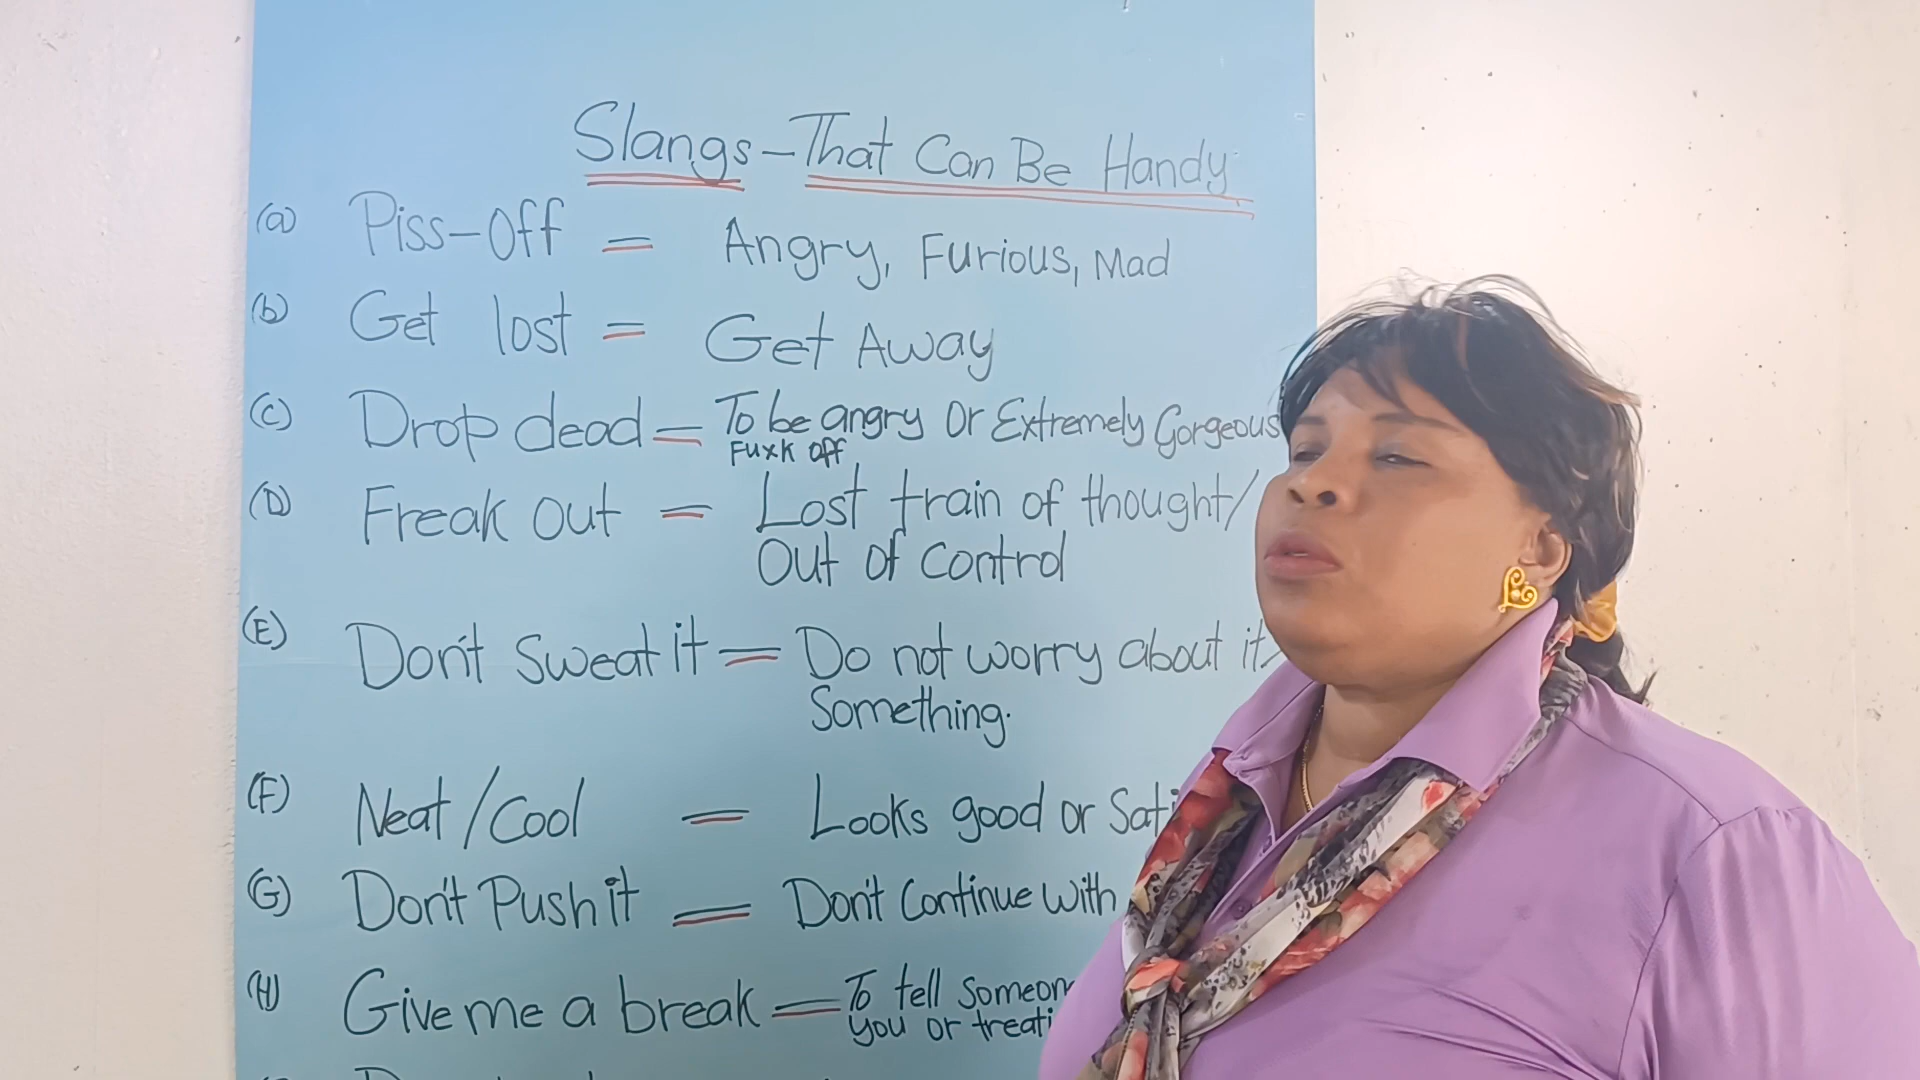 Slangs - That Can Be Handy
(a) Piss-Off = Angry, Furious, Mad
(b) Get lost = Get Away
(C) Drop dead = To be angry Or Extremely Gorgeous
Fuxk Off
(D) Freak Out = Lost train of thought/
Out Of Control
(E) Don't Sweat it = Do not worry about it/
Something.
(F) Neat/Cool = Looks good or
(G) Don't Push it = Don't Continue With
(H) Give me a break = To tell
you or